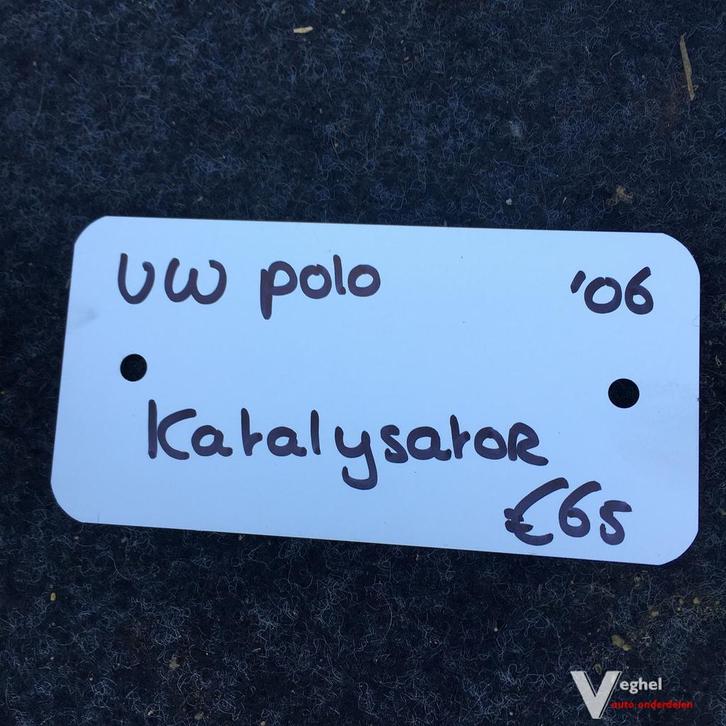 VW polo '06
Katalysator
€65
Veghel
auto onderdelen